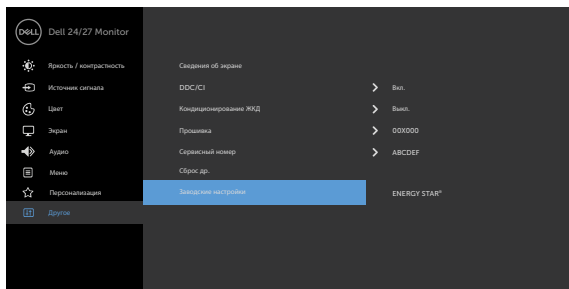 DELL Dell 24/27 Monitor
Яркость / контрастность
Источник сигнала
Цвет
Экран
Аудио
Меню
Персонализация
Другое
Сведения об экране
DDC/CI Вкл.
Кондиционирование ЖКД Выкл.
Прошивка 00X000
Сервисный номер ABCDEF
Сброс др.
Заводские настройки ENERGY STAR®